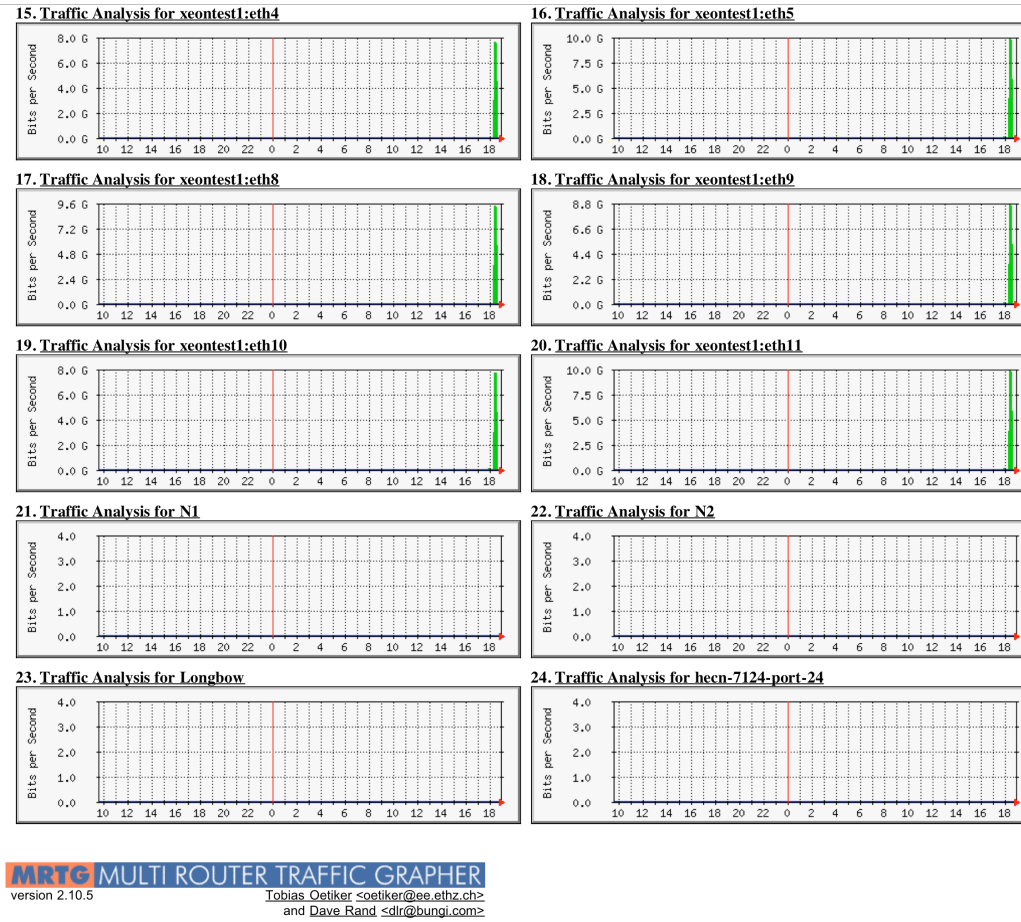 15. Traffic Analysis for xeontest1:eth4
16. Traffic Analysis for xeontest1:eth5
Bits per Second
8.0 G
6.0 G
4.0 G
2.0 G
0.0 G
10 12 14 16 18 20 22 0 2 4 6 8 10 12 14 16 18
Bits per Second
10.0 G
7.5 G
5.0 G
2.5 G
0.0 G
10 12 14 16 18 20 22 0 2 4 6 8 10 12 14 16 18
17. Traffic Analysis for xeontest1:eth8
18. Traffic Analysis for xeontest1:eth9
Bits per Second
9.6 G
7.2 G
4.8 G
2.4 G
0.0 G
10 12 14 16 18 20 22 0 2 4 6 8 10 12 14 16 18
Bits per Second
8.8 G
6.6 G
4.4 G
2.2 G
0.0 G
10 12 14 16 18 20 22 0 2 4 6 8 10 12 14 16 18
19. Traffic Analysis for xeontest1:eth10
20. Traffic Analysis for xeontest1:eth11
Bits per Second
8.0 G
6.0 G
4.0 G
2.0 G
0.0 G
10 12 14 16 18 20 22 0 2 4 6 8 10 12 14 16 18
Bits per Second
10.0 G
7.5 G
5.0 G
2.5 G
0.0 G
10 12 14 16 18 20 22 0 2 4 6 8 10 12 14 16 18
21. Traffic Analysis for N1
22. Traffic Analysis for N2
Bits per Second
4.0
3.0
2.0
1.0
0.0
10 12 14 16 18 20 22 0 2 4 6 8 10 12 14 16 18
Bits per Second
4.0
3.0
2.0
1.0
0.0
10 12 14 16 18 20 22 0 2 4 6 8 10 12 14 16 18
23. Traffic Analysis for Longbow
24. Traffic Analysis for hecn-7124-port-24
Bits per Second
4.0
3.0
2.0
1.0
0.0
10 12 14 16 18 20 22 0 2 4 6 8 10 12 14 16 18
Bits per Second
4.0
3.0
2.0
1.0
0.0
10 12 14 16 18 20 22 0 2 4 6 8 10 12 14 16 18
MRTG MULTI ROUTER TRAFFIC GRAPHER
version 2.10.5 Tobias Oetiker <oetiker@ee.ethz.ch>
and Dave Rand <dlr@bungi.com>